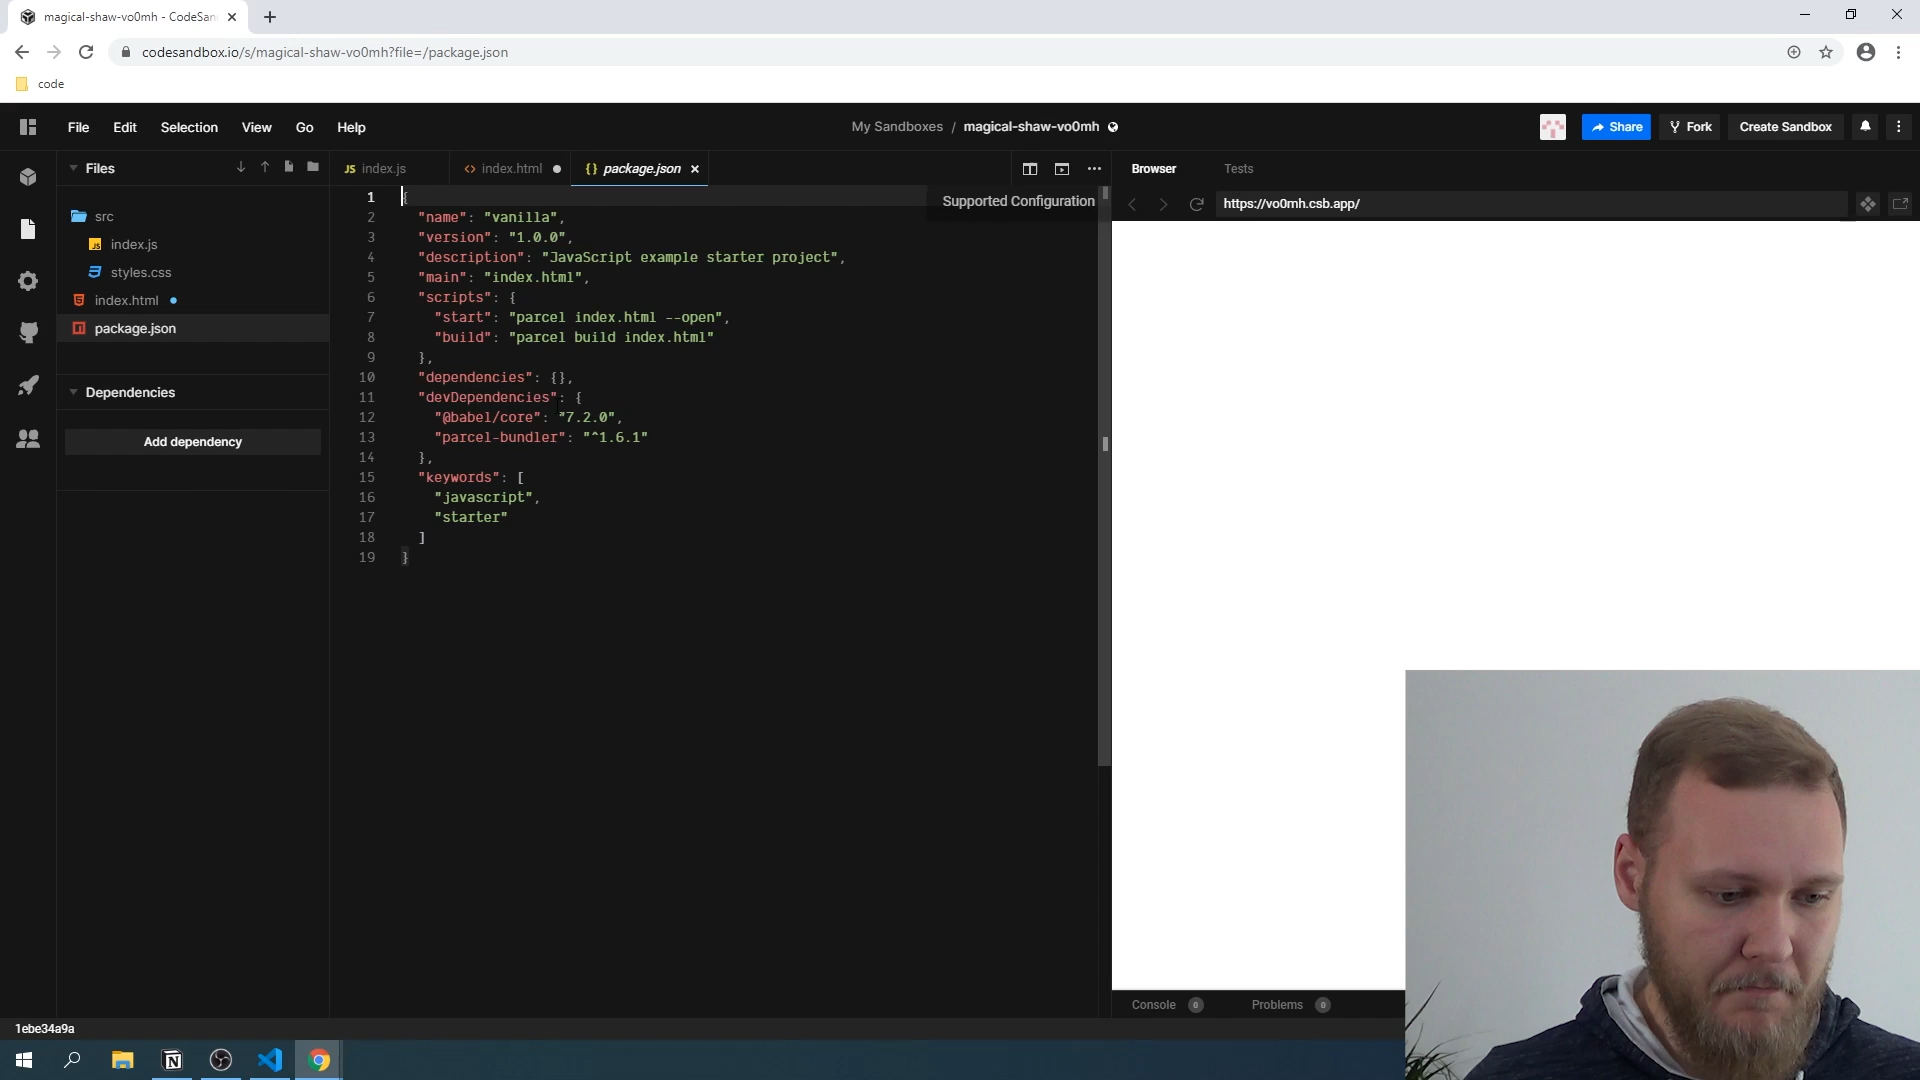 magical-shaw-vo0mh - CodeSan
codesandbox.io/s/magical-shaw-vo0mh?file=/package.json
code
File Edit Selection View Go Help
My Sandboxes / magical-shaw-vo0mh
Share Fork Create Sandbox
Files
src
index.js
styles.css
index.html
package.json
Dependencies
Add dependency
JS index.js <> index.html {} package.json
Supported Configuration
1 {
2 "name": "vanilla",
3 "version": "1.0.0",
4 "description": "JavaScript example starter project",
5 "main": "index.html",
6 "scripts": {
7 "start": "parcel index.html --open",
8 "build": "parcel build index.html"
9 },
10 "dependencies": {},
11 "devDependencies": {
12 "@babel/core": "7.2.0",
13 "parcel-bundler": "^1.6.1"
14 },
15 "keywords": [
16 "javascript",
17 "starter"
18 ]
19 }
Browser Tests
https://vo0mh.csb.app/
Console 0 Problems 0
1ebe34a9a